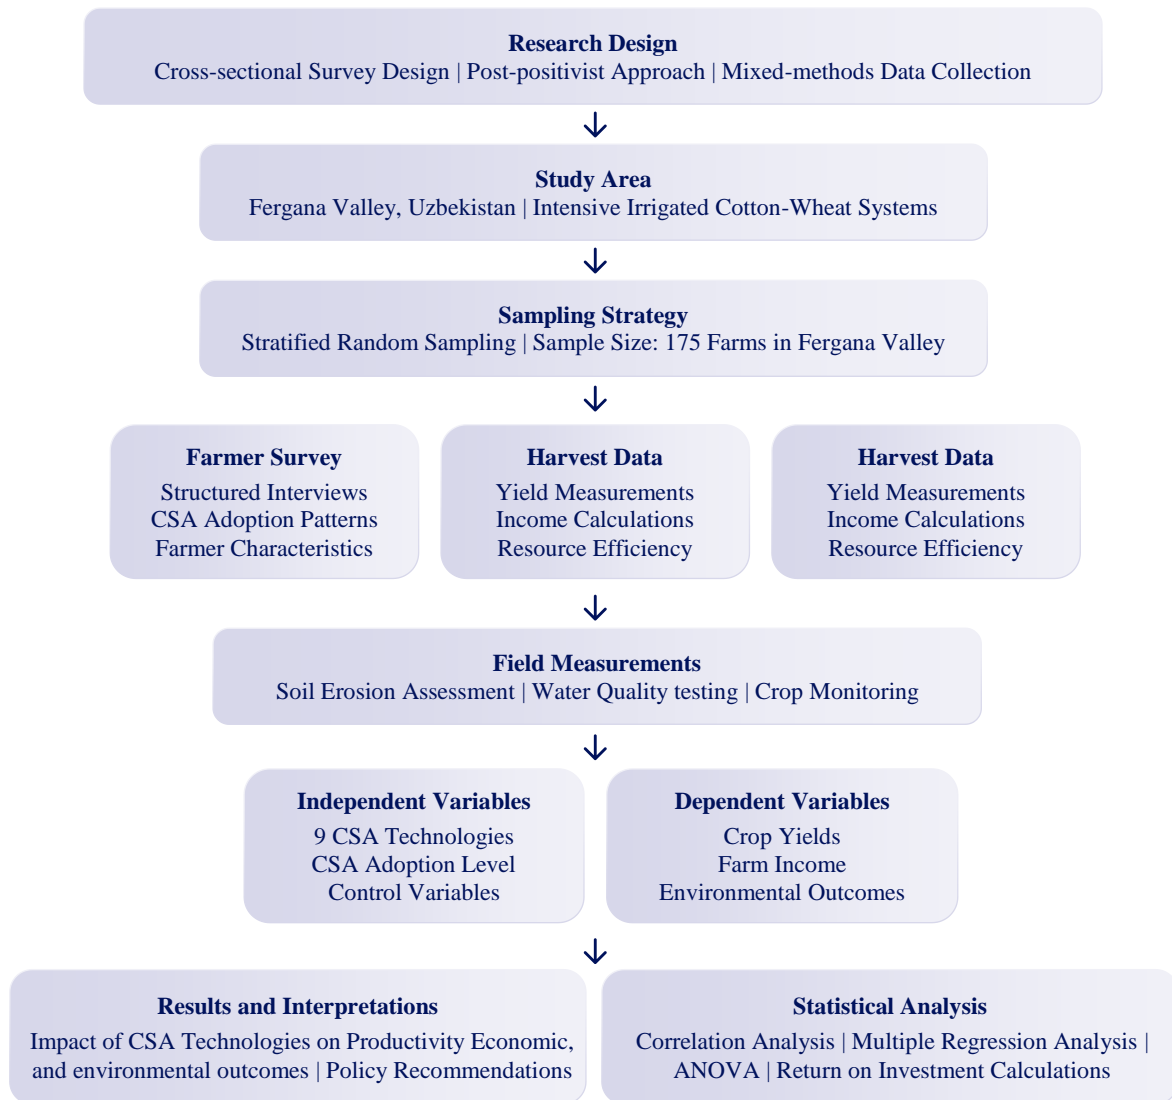 Research Design
Cross-sectional Survey Design | Post-positivist Approach | Mixed-methods Data Collection
Study Area
Fergana Valley, Uzbekistan | Intensive Irrigated Cotton-Wheat Systems
Sampling Strategy
Stratified Random Sampling | Sample Size: 175 Farms in Fergana Valley
Farmer Survey
Structured Interviews
CSA Adoption Patterns
Farmer Characteristics
Harvest Data
Yield Measurements
Income Calculations
Resource Efficiency
Harvest Data
Yield Measurements
Income Calculations
Resource Efficiency
Field Measurements
Soil Erosion Assessment | Water Quality testing | Crop Monitoring
Independent Variables
9 CSA Technologies
CSA Adoption Level
Control Variables
Dependent Variables
Crop Yields
Farm Income
Environmental Outcomes
Results and Interpretations
Impact of CSA Technologies on Productivity Economic,
and environmental outcomes | Policy Recommendations
Statistical Analysis
Correlation Analysis | Multiple Regression Analysis |
ANOVA | Return on Investment Calculations